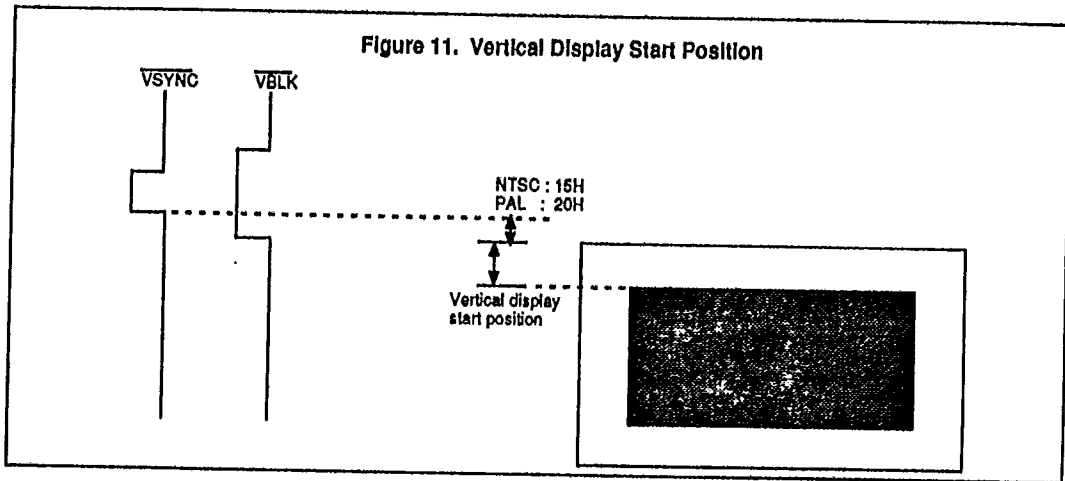 Figure 11. Vertical Display Start Position
VSYNC VBLK
NTSC : 15H
PAL : 20H
Vertical display
start position